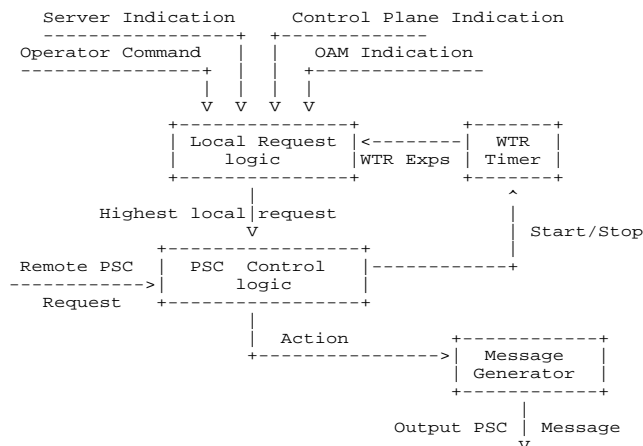 Server Indication Control Plane Indication
Operator Command OAM Indication
V V V V
Local Request WTR
logic WTR Exps Timer
Highest local request
V Start/Stop
Remote PSC PSC Control
logic
Request
Action Message
Generator
Output PSC Message
V